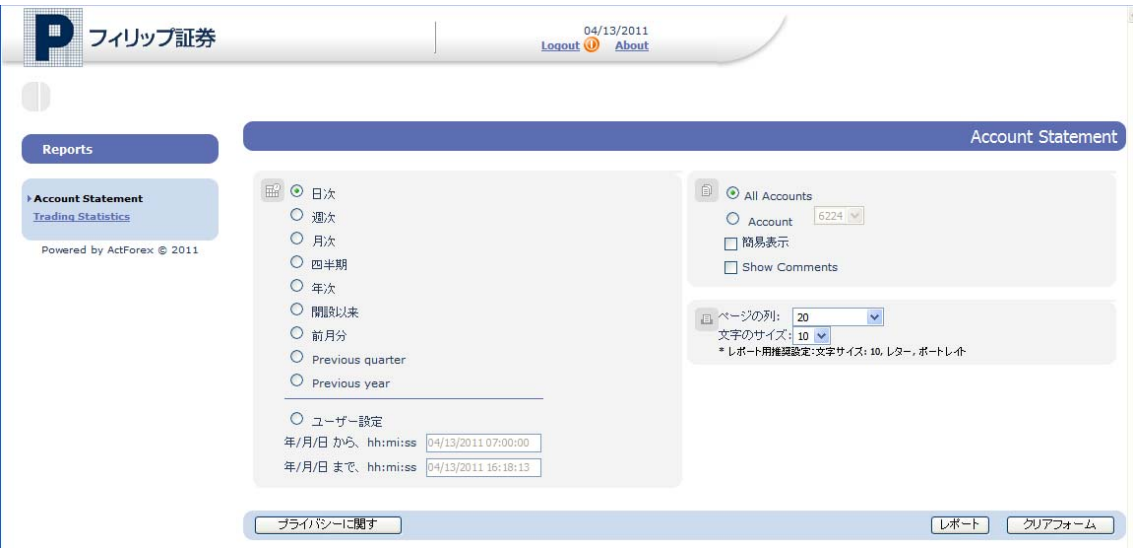 フィリップ証券
04/13/2011
Logout About
Reports
Account Statement
Account Statement
Trading Statistics
Powered by ActForex © 2011
日次
週次
月次
四半期
年次
開設以来
前月分
Previous quarter
Previous year
ユーザー設定
年/月/日 から、hh:mi:ss 04/13/2011 07:00:00
年/月/日 まで、hh:mi:ss 04/13/2011 16:18:13
All Accounts
Account 6224
簡易表示
Show Comments
ページの列: 20
文字のサイズ: 10
* レポート用推奨設定:文字サイズ: 10, レター, ポートレイト
プライバシーに関す
レポート クリアフォーム